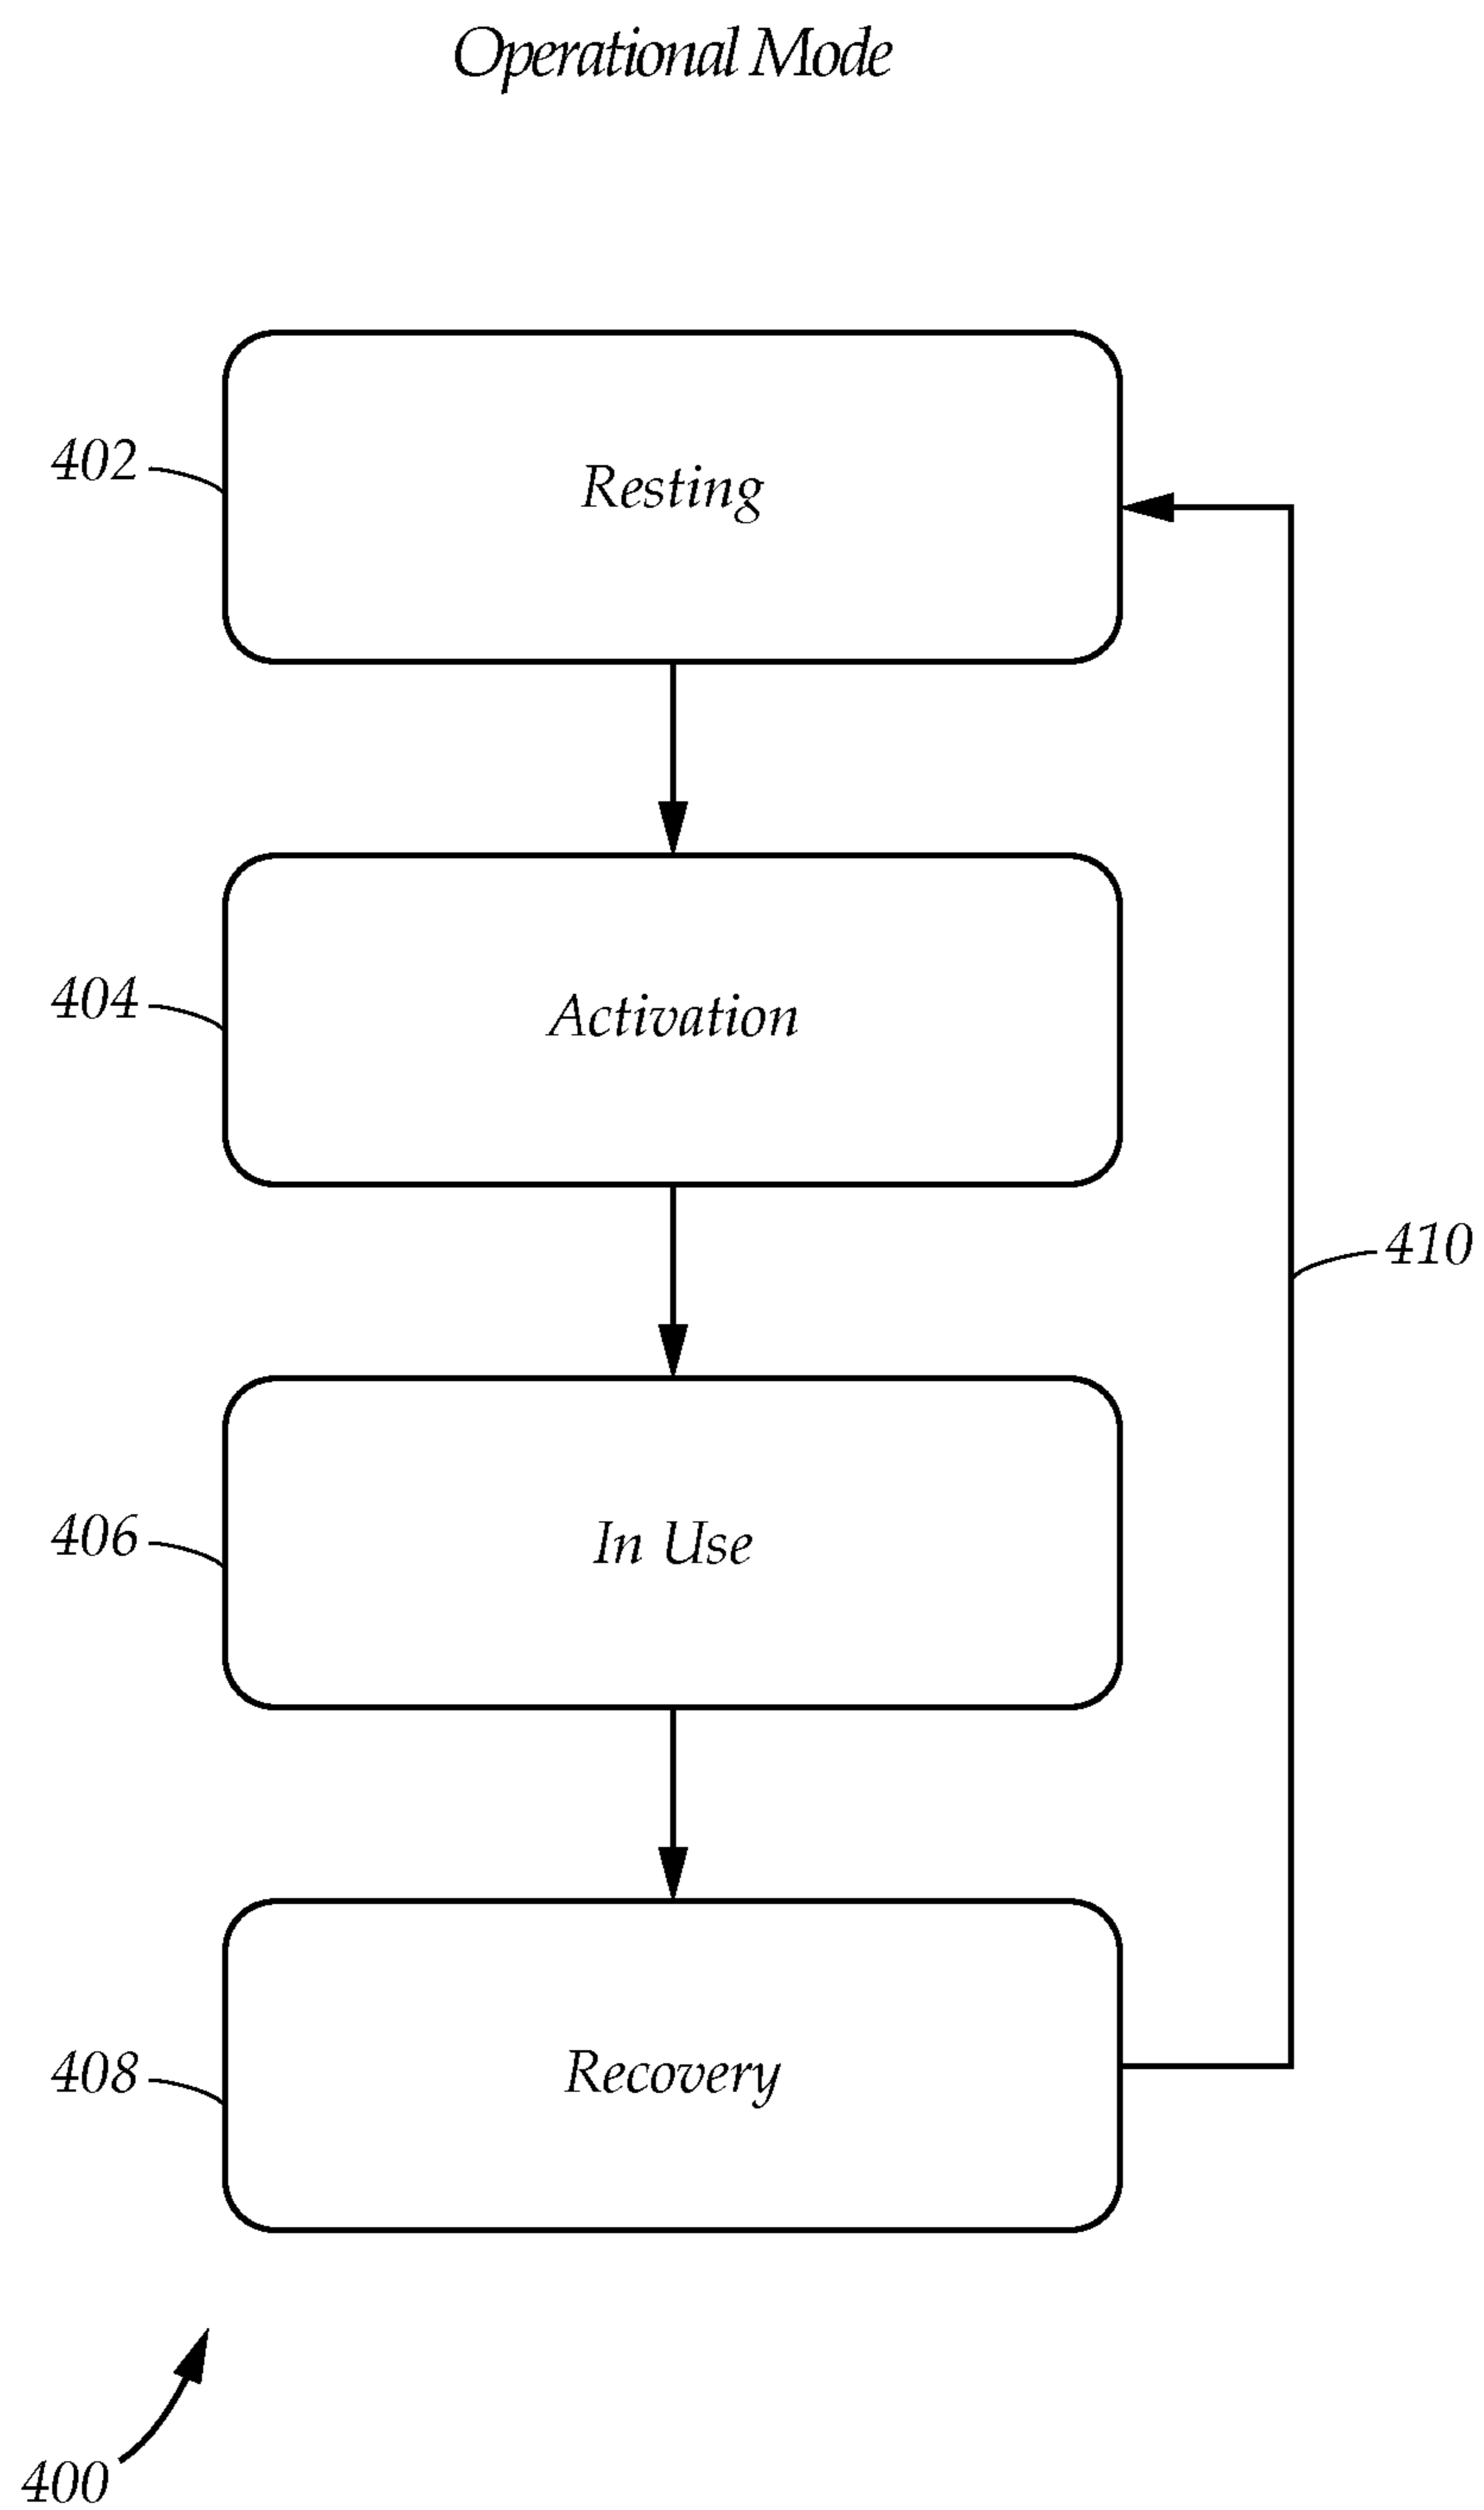 Operational Mode
402
Resting
404
Activation
410
406
In Use
408
Recovery
400